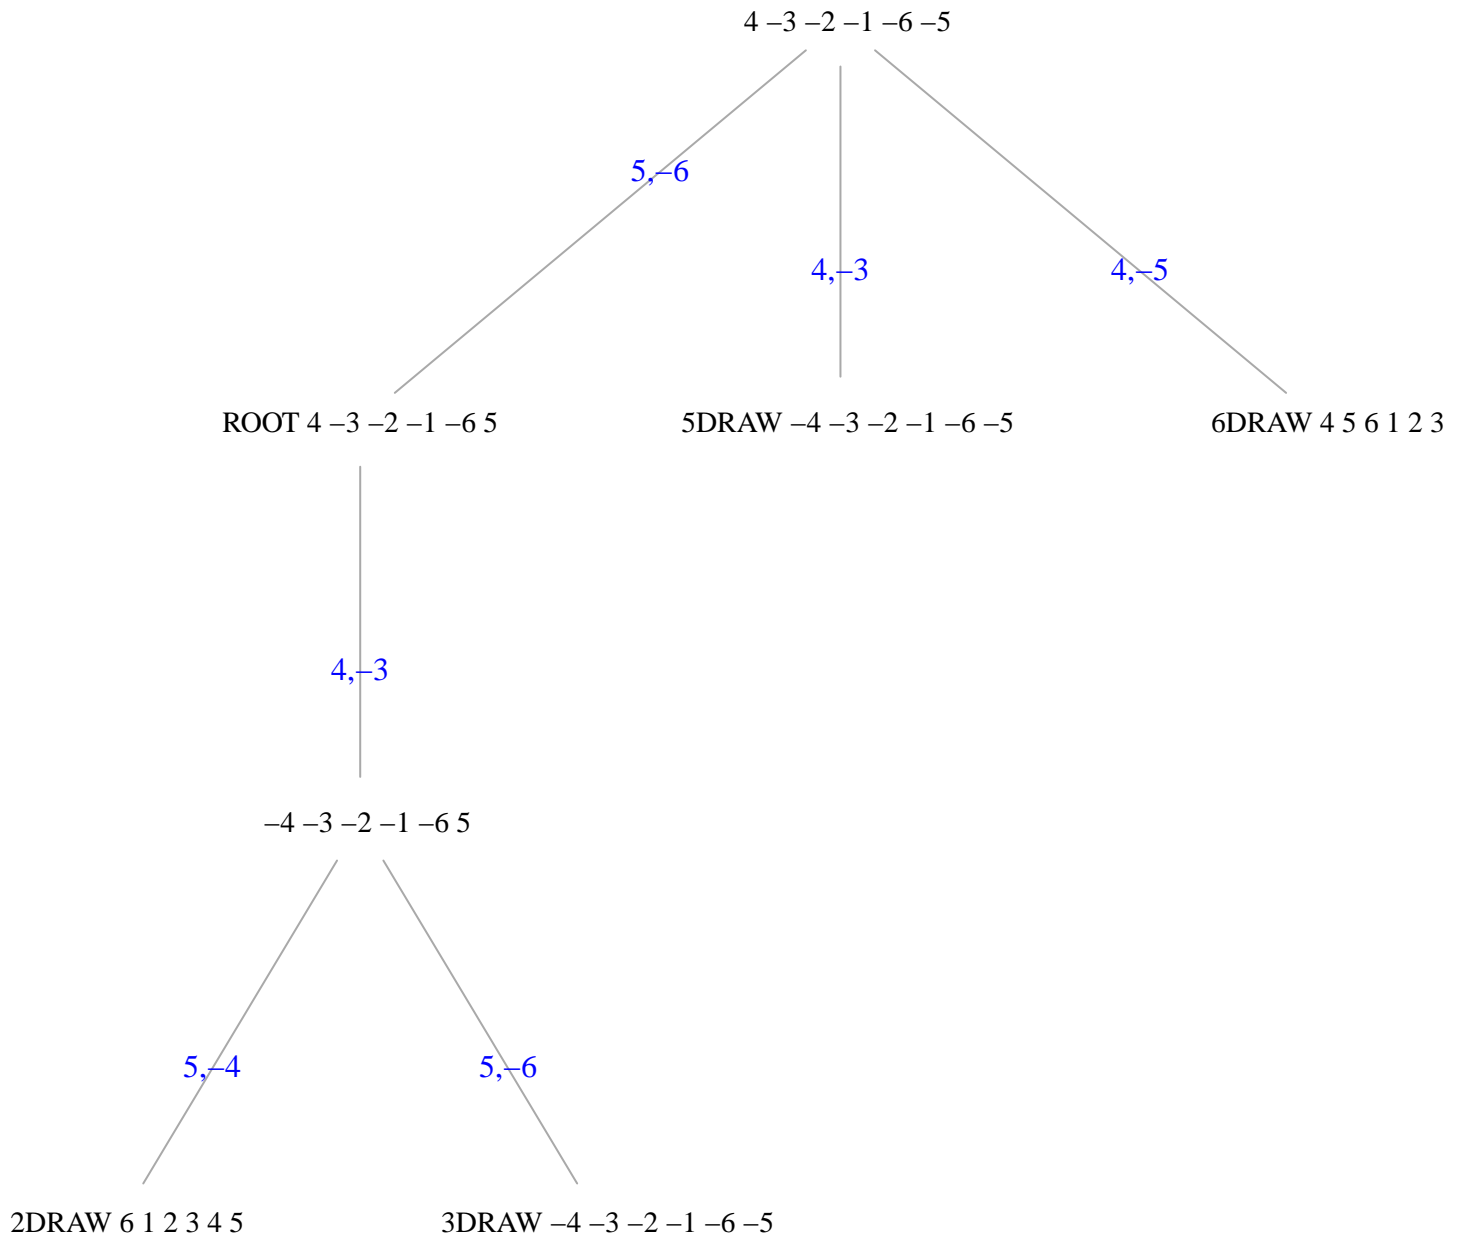 4 –3 –2 –1 –6 –5
5,–6
4,–3
4,–5
ROOT 4 –3 –2 –1 –6 5
5DRAW –4 –3 –2 –1 –6 –5
6DRAW 4 5 6 1 2 3
4,–3
–4 –3 –2 –1 –6 5
5,–4
5,–6
2DRAW 6 1 2 3 4 5
3DRAW –4 –3 –2 –1 –6 –5